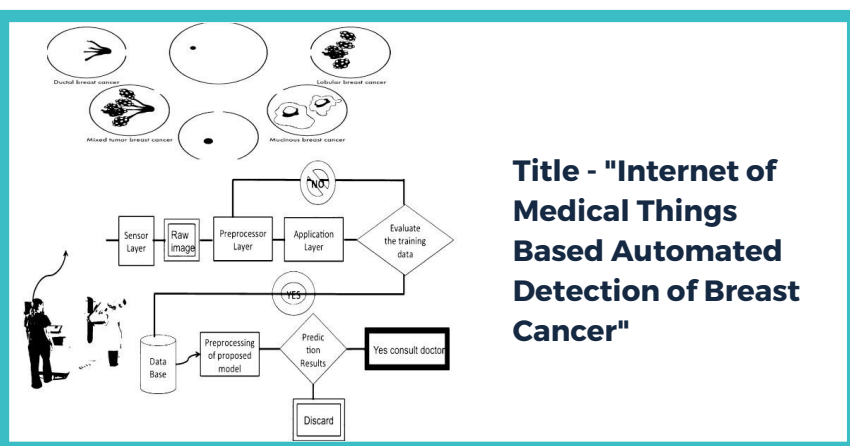 Ductal breast cancer
Lobular breast cancer
Mixed tumor breast cancer
Mucinous breast cancer
NO
Sensor
Layer
Raw
image
Preprocessor
Layer
Application
Layer
Evaluate
the training
data
YES
Data
Base
Preprocessing
of proposed
model
Predic
tion
Results
Yes consult doctor
Discard
Title - "Internet of
Medical Things
Based Automated
Detection of Breast
Cancer"